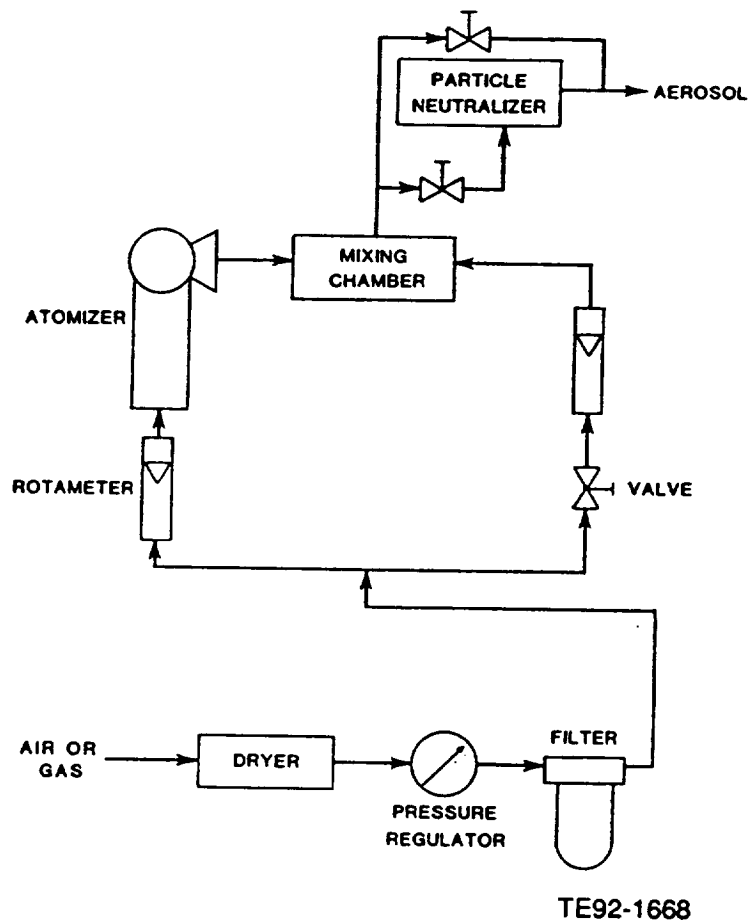 PARTICLE
NEUTRALIZER
AEROSOL
MIXING
CHAMBER
ATOMIZER
ROTAMETER
VALVE
AIR OR
GAS
DRYER
PRESSURE
REGULATOR
FILTER
TE92-1668